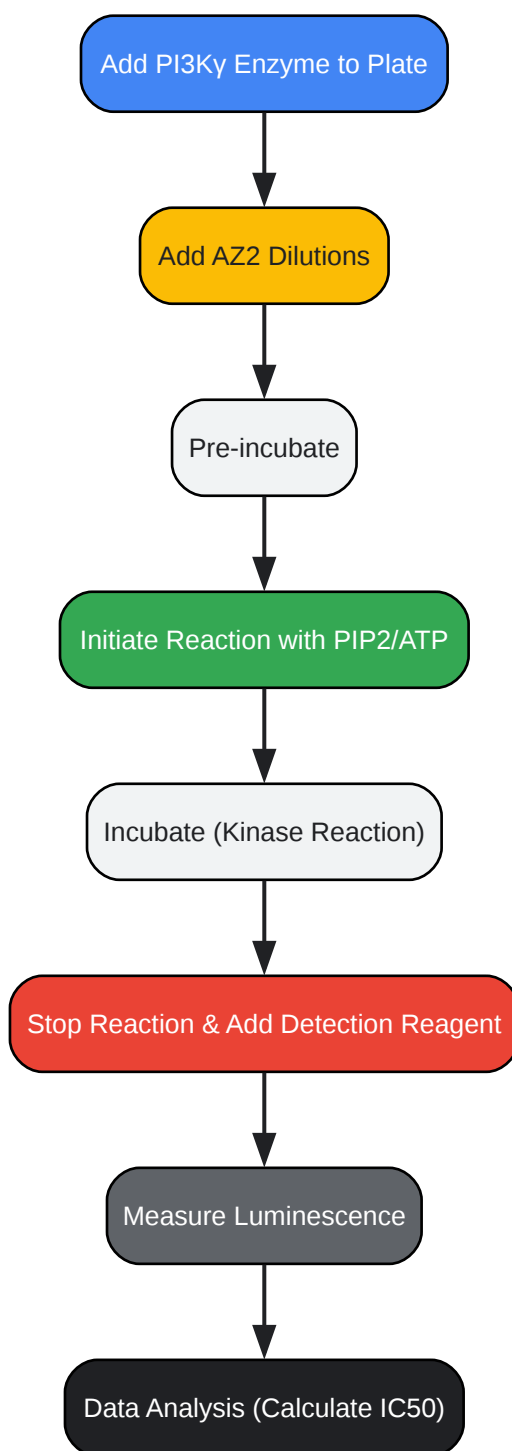 Add PI3Kγ Enzyme to Plate
Add AZ2 Dilutions
Pre-incubate
Initiate Reaction with PIP2/ATP
Incubate (Kinase Reaction)
Stop Reaction & Add Detection Reagent
Measure Luminescence
Data Analysis (Calculate IC50)